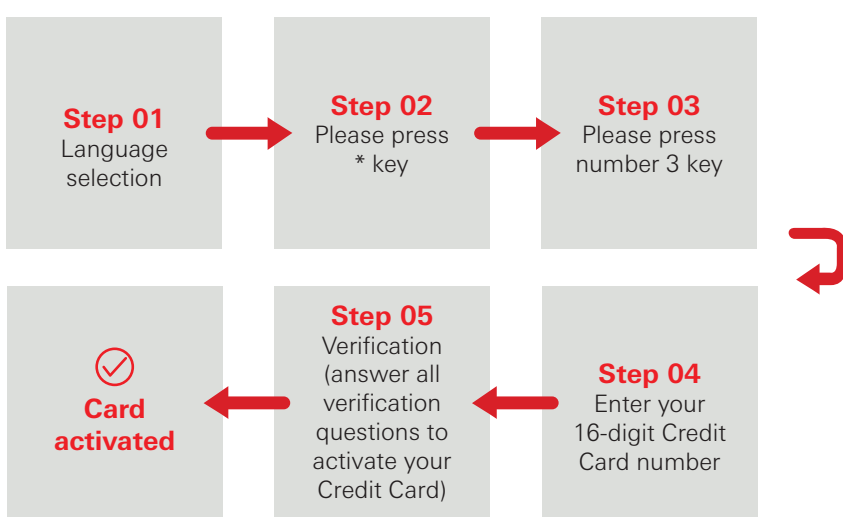 Step 01
Language
selection
Step 02
Please press
* key
Step 03
Please press
number 3 key
Step 04
Enter your
16-digit Credit
Card number
Step 05
Verification
(answer all
verification
questions to
activate your
Credit Card)
Card
activated